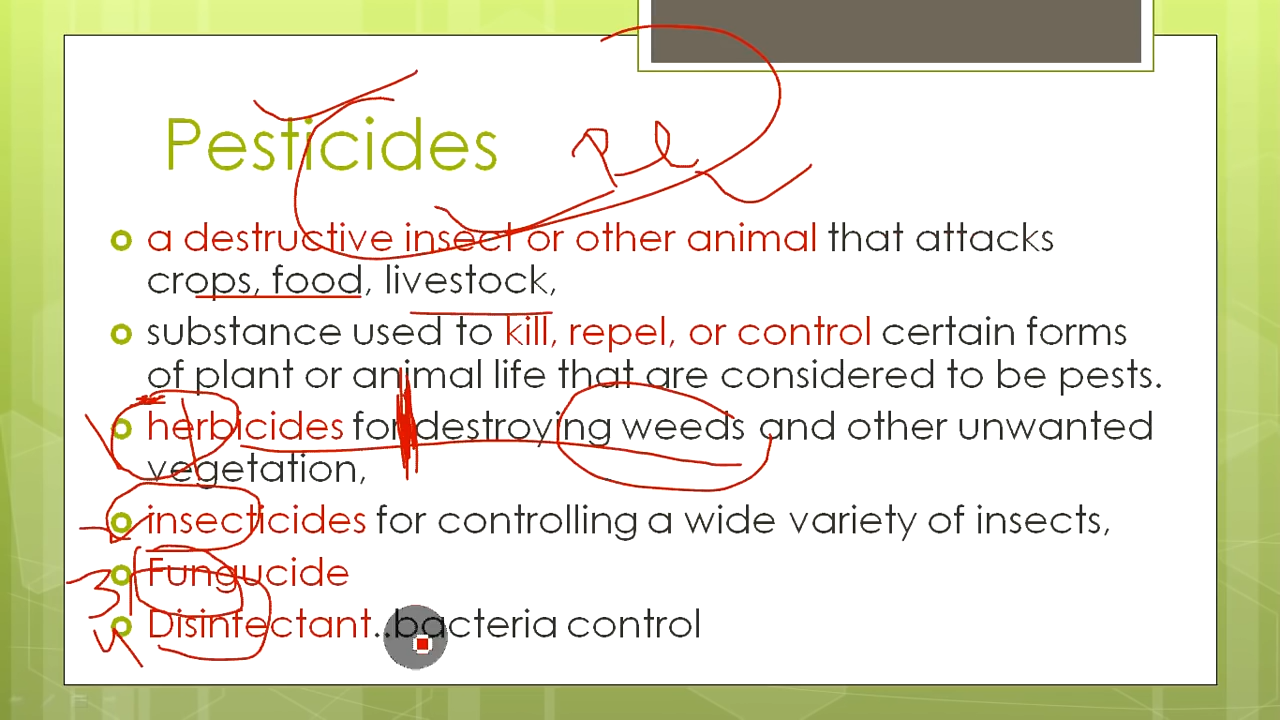 Pesticides
a destructive insect or other animal that attacks
crops, food, livestock,
substance used to kill, repel, or control certain forms
of plant or animal life that are considered to be pests.
herbicides for destroying weeds and other unwanted
vegetation,
insecticides for controlling a wide variety of insects,
3 Fungucide
4 Disinfectant..bacteria control